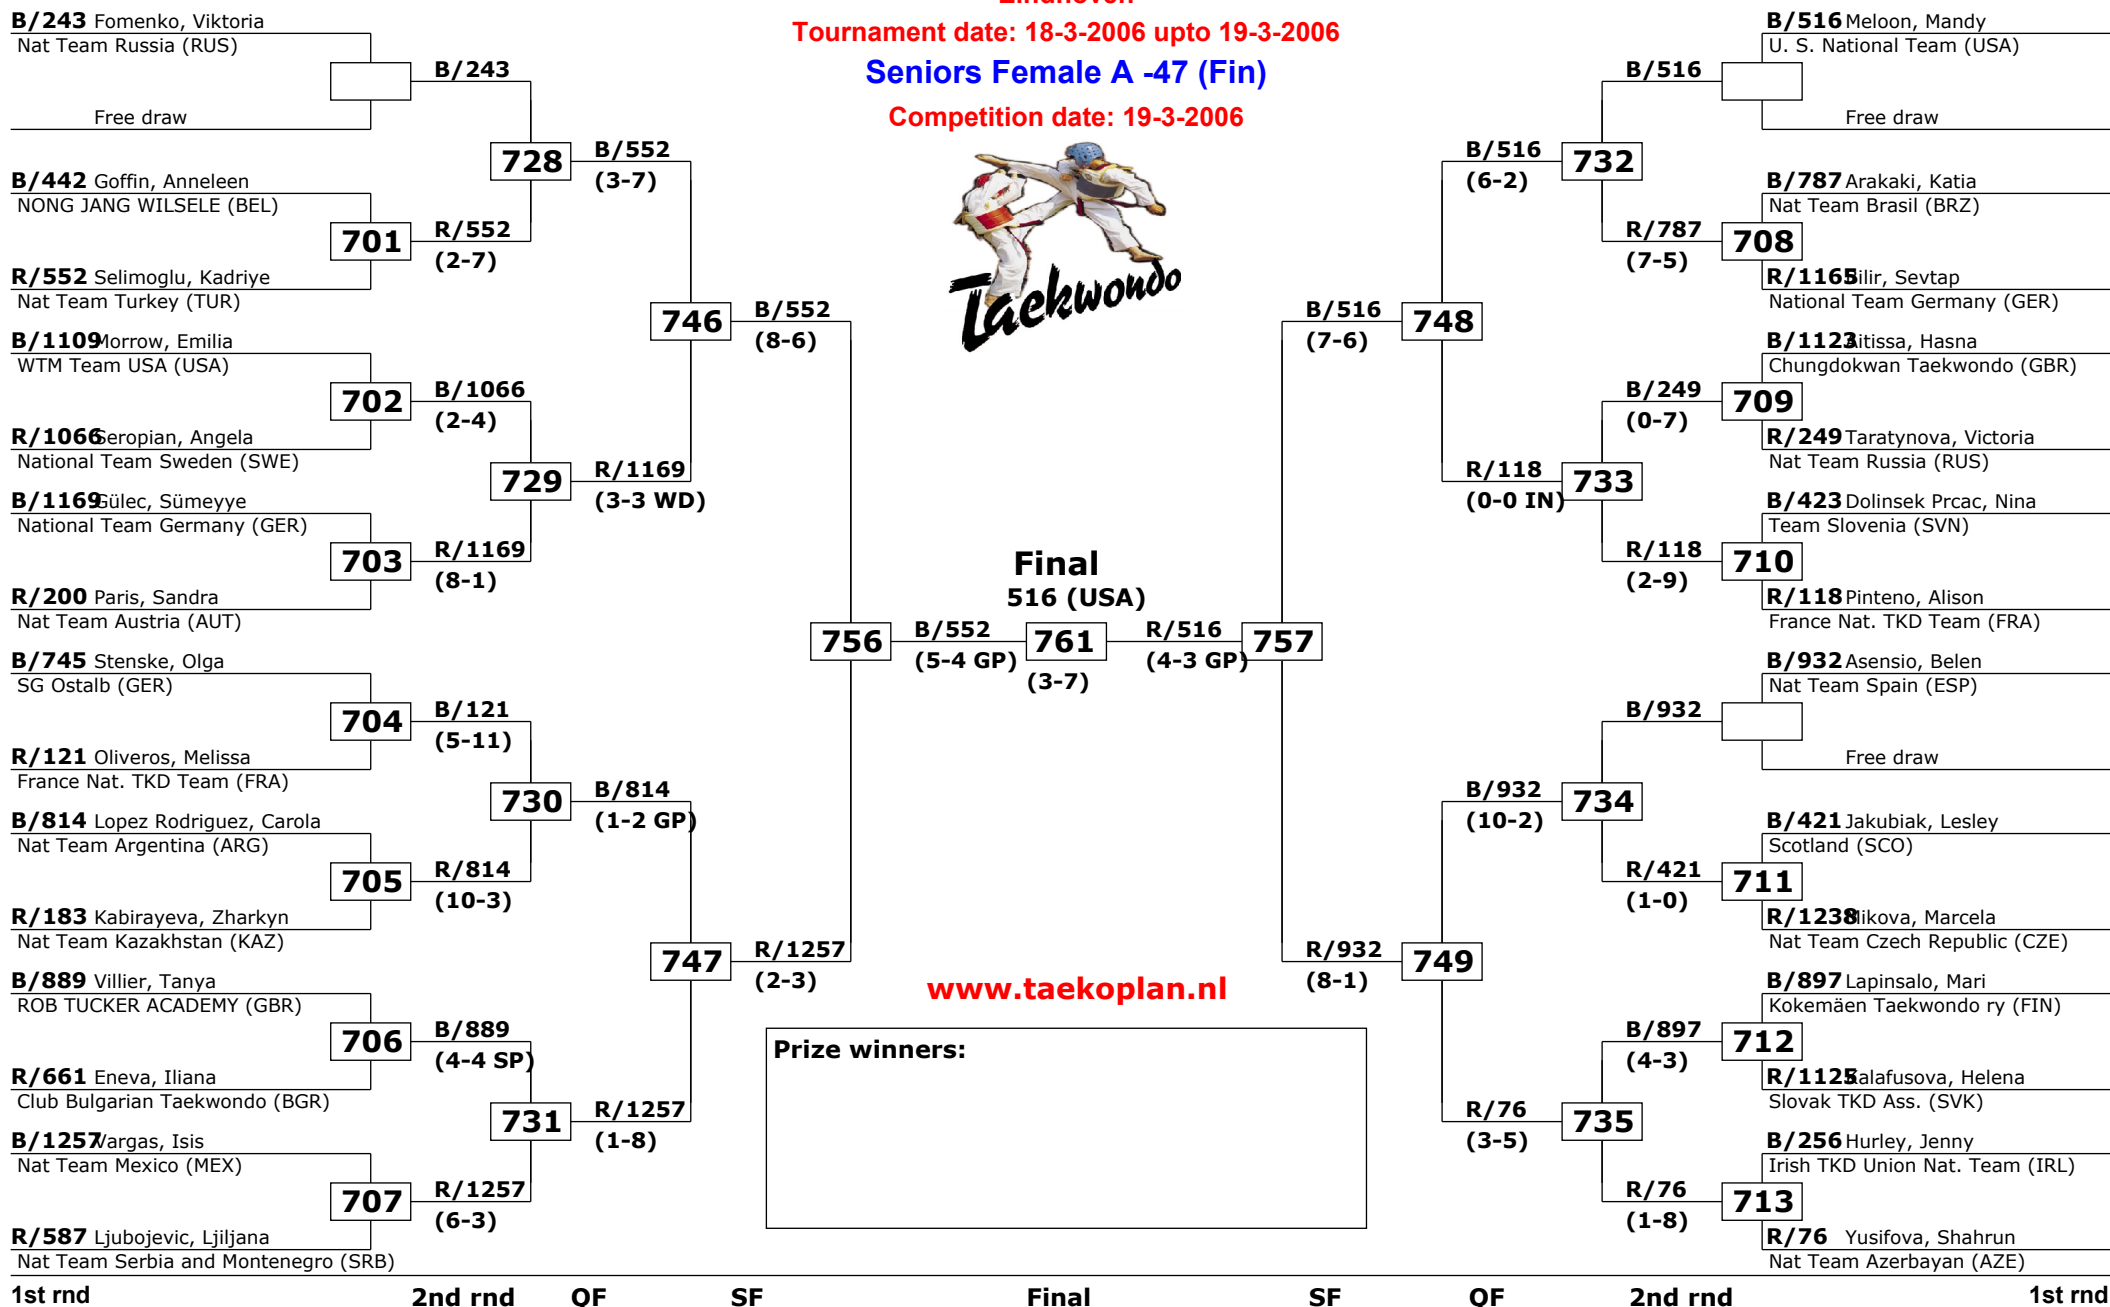 Eindhoven
Tournament date: 18-3-2006 upto 19-3-2006
Seniors Female A -47 (Fin)
Competition date: 19-3-2006
Taekwondo
B/243 Fomenko, Viktoria
Nat Team Russia (RUS)
Free draw
B/442 Goffin, Anneleen
NONG JANG WILSELE (BEL)
701
R/552 Selimoglu, Kadriye
Nat Team Turkey (TUR)
B/1109 Morrow, Emilia
WTM Team USA (USA)
702
R/1066 Seropian, Angela
National Team Sweden (SWE)
B/1169 Gülec, Sümeyye
National Team Germany (GER)
703
R/200 Paris, Sandra
Nat Team Austria (AUT)
B/745 Stenske, Olga
SG Ostalb (GER)
704
R/121 Oliveros, Melissa
France Nat. TKD Team (FRA)
B/814 Lopez Rodriguez, Carola
Nat Team Argentina (ARG)
705
R/183 Kabirayeva, Zharkyn
Nat Team Kazakhstan (KAZ)
B/889 Villier, Tanya
ROB TUCKER ACADEMY (GBR)
706
R/661 Eneva, Iliana
Club Bulgarian Taekwondo (BGR)
B/1257 Vargas, Isis
Nat Team Mexico (MEX)
707
R/587 Ljubojevic, Ljiljana
Nat Team Serbia and Montenegro (SRB)
B/243
728
R/552
(2-7)
B/1066
(2-4)
729
R/1169
(8-1)
B/121
(5-11)
730
R/814
(10-3)
B/889
(4-4 SP)
731
R/1257
(6-3)
B/552
(3-7)
746
R/1169
(3-3 WD)
B/814
(1-2 GP)
747
R/1257
(1-8)
B/552
(8-6)
756
R/1257
(2-3)
Final
516 (USA)
B/552
(5-4 GP)
761
(3-7)
R/516
(4-3 GP)
www.taekoplan.nl
Prize winners:
B/516
(7-6)
757
R/932
(8-1)
B/516
(6-2)
748
R/118
(0-0 IN)
B/932
(10-2)
749
R/76
(3-5)
B/516
732
R/787
(7-5)
B/249
(0-7)
733
R/118
(2-9)
B/932
734
R/421
(1-0)
B/897
(4-3)
735
R/76
(1-8)
B/516 Meloon, Mandy
U. S. National Team (USA)
Free draw
B/787 Arakaki, Katia
Nat Team Brasil (BRZ)
708
R/1165 Bilir, Sevtap
National Team Germany (GER)
B/1123 Aitissa, Hasna
Chungdokwan Taekwondo (GBR)
709
R/249 Taratynova, Victoria
Nat Team Russia (RUS)
B/423 Dolinsek Prcac, Nina
Team Slovenia (SVN)
710
R/118 Pinteno, Alison
France Nat. TKD Team (FRA)
B/932 Asensio, Belen
Nat Team Spain (ESP)
Free draw
B/421 Jakubiak, Lesley
Scotland (SCO)
711
R/1238 Mikova, Marcela
Nat Team Czech Republic (CZE)
B/897 Lapinsalo, Mari
Kokemäen Taekwondo ry (FIN)
712
R/1125 Kalafusova, Helena
Slovak TKD Ass. (SVK)
B/256 Hurley, Jenny
Irish TKD Union Nat. Team (IRL)
713
R/76 Yusifova, Shahrun
Nat Team Azerbayan (AZE)
1st rnd 2nd rnd QF SF Final SF QF 2nd rnd 1st rnd